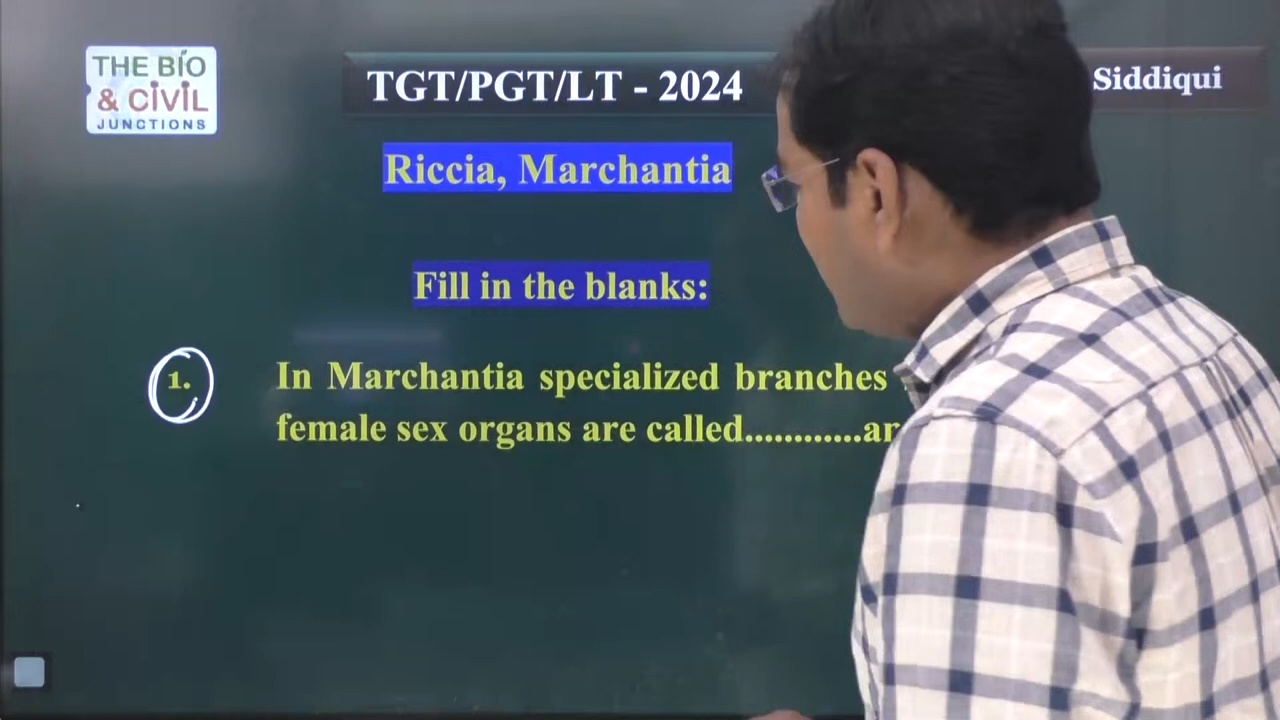 THE BIO
& CIVIL
JUNCTIONS
TGT/PGT/LT - 2024
Siddiqui
Riccia, Marchantia
Fill in the blanks:
1.
In Marchantia specialized branches
female sex organs are called............